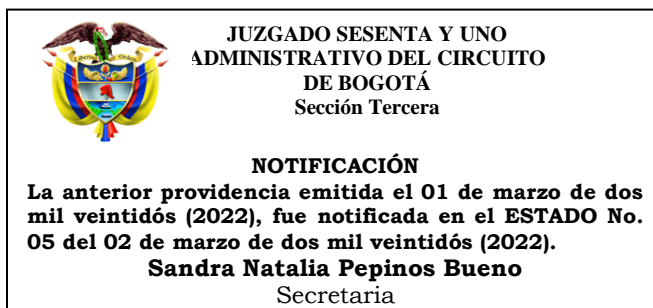 JUZGADO SESENTA Y UNO
ADMINISTRATIVO DEL CIRCUITO
DE BOGOTÁ
Sección Tercera
NOTIFICACIÓN
La anterior providencia emitida el 01 de marzo de dos
mil veintidós (2022), fue notificada en el ESTADO No.
05 del 02 de marzo de dos mil veintidós (2022).
Sandra Natalia Pepinos Bueno
Secretaria